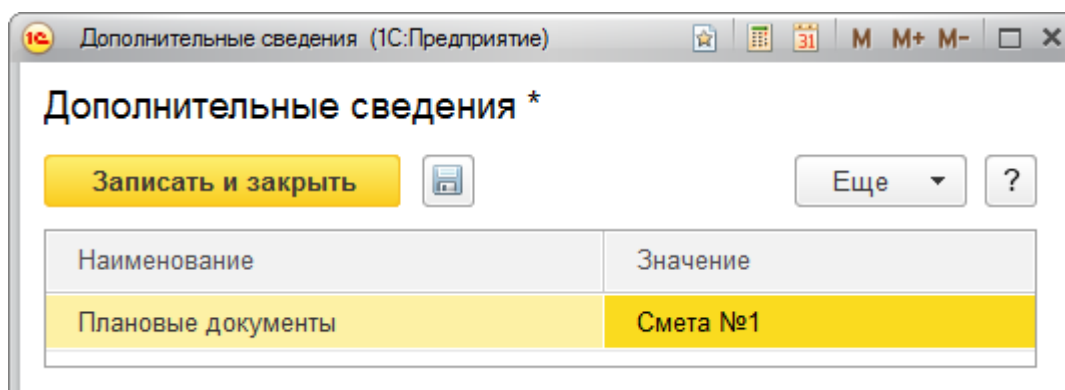 1С Дополнительные сведения (1С:Предприятие) 31 M M+ M-
Дополнительные сведения *
Записать и закрыть Еще ?
Наименование Значение
Плановые документы Смета №1